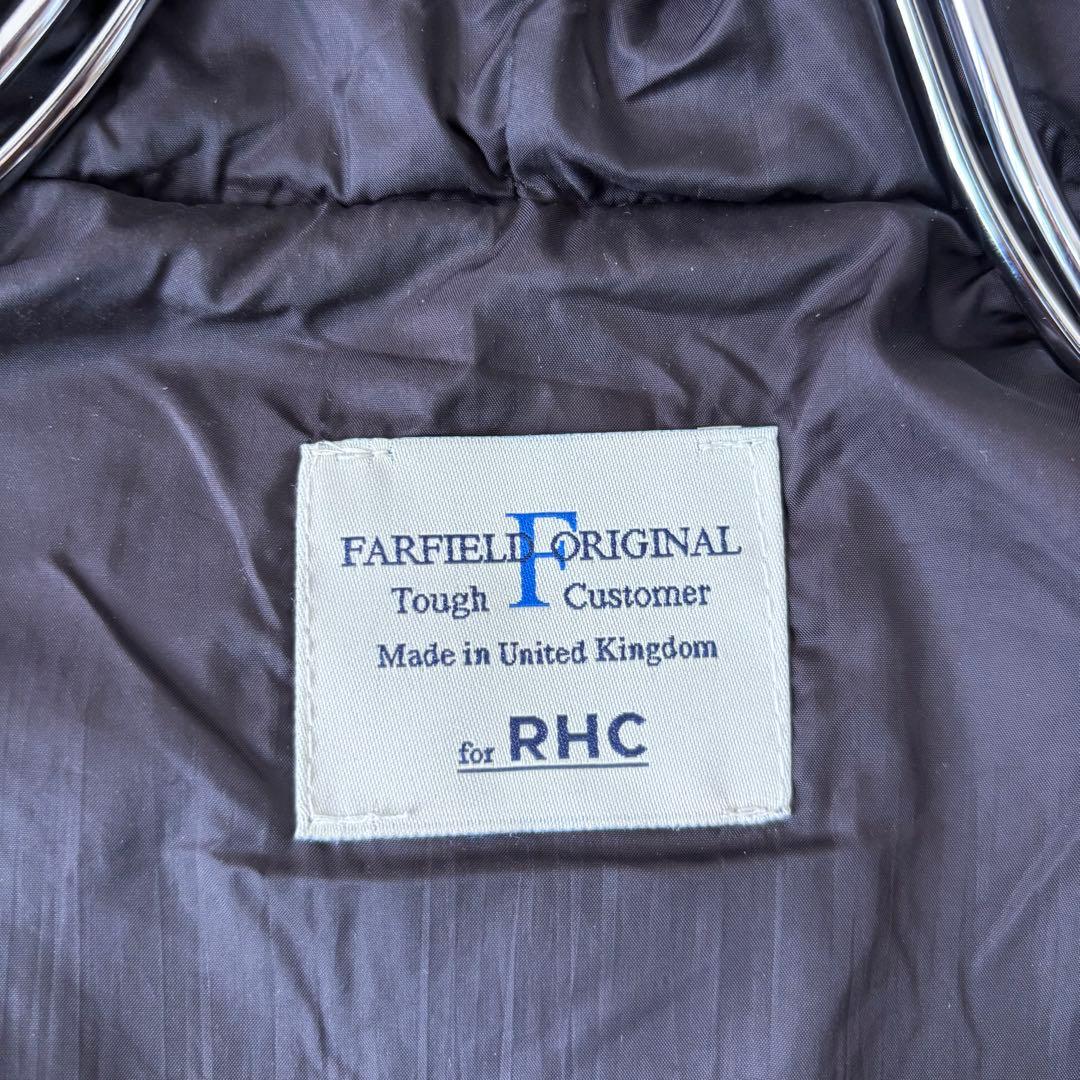 FARFIELD F ORIGINAL
Tough Customer
Made in United Kingdom
for RHC